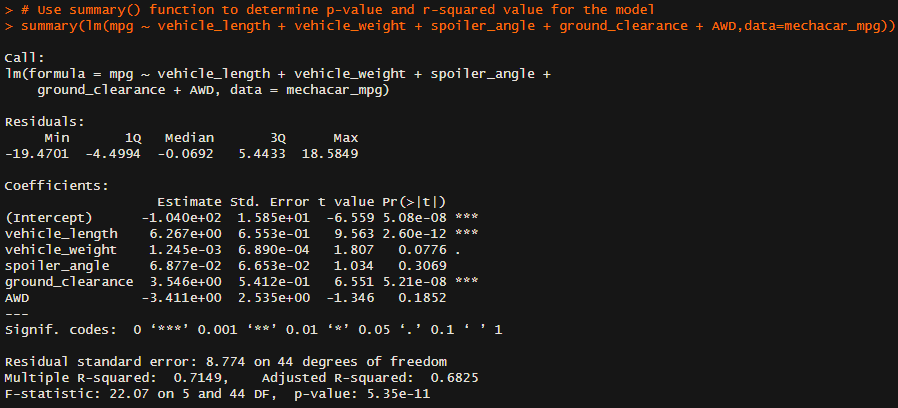 > # Use summary() function to determine p-value and r-squared value for the model
> summary(lm(mpg ~ vehicle_length + vehicle_weight + spoiler_angle + ground_clearance + AWD,data=mechacar_mpg))
Call:
lm(formula = mpg ~ vehicle_length + vehicle_weight + spoiler_angle +
    ground_clearance + AWD, data = mechacar_mpg)
Residuals:
     Min       1Q   Median       3Q      Max
-19.4701  -4.4994  -0.0692   5.4433  18.5849
Coefficients:
                   Estimate Std. Error t value Pr(>|t|)
(Intercept)      -1.040e+02  1.585e+01  -6.559 5.08e-08 ***
vehicle_length    6.267e+00  6.553e-01   9.563 2.60e-12 ***
vehicle_weight    1.245e-03  6.890e-04   1.807   0.0776 .
spoiler_angle     6.877e-02  6.653e-02   1.034   0.3069
ground_clearance  3.546e+00  5.412e-01   6.551 5.21e-08 ***
AWD              -3.411e+00  2.535e+00  -1.346   0.1852
---
Signif. codes:  0 ‘***’ 0.001 ‘**’ 0.01 ‘*’ 0.05 ‘.’ 0.1 ‘ ’ 1
Residual standard error: 8.774 on 44 degrees of freedom
Multiple R-squared:  0.7149,    Adjusted R-squared:  0.6825
F-statistic: 22.07 on 5 and 44 DF,  p-value: 5.35e-11